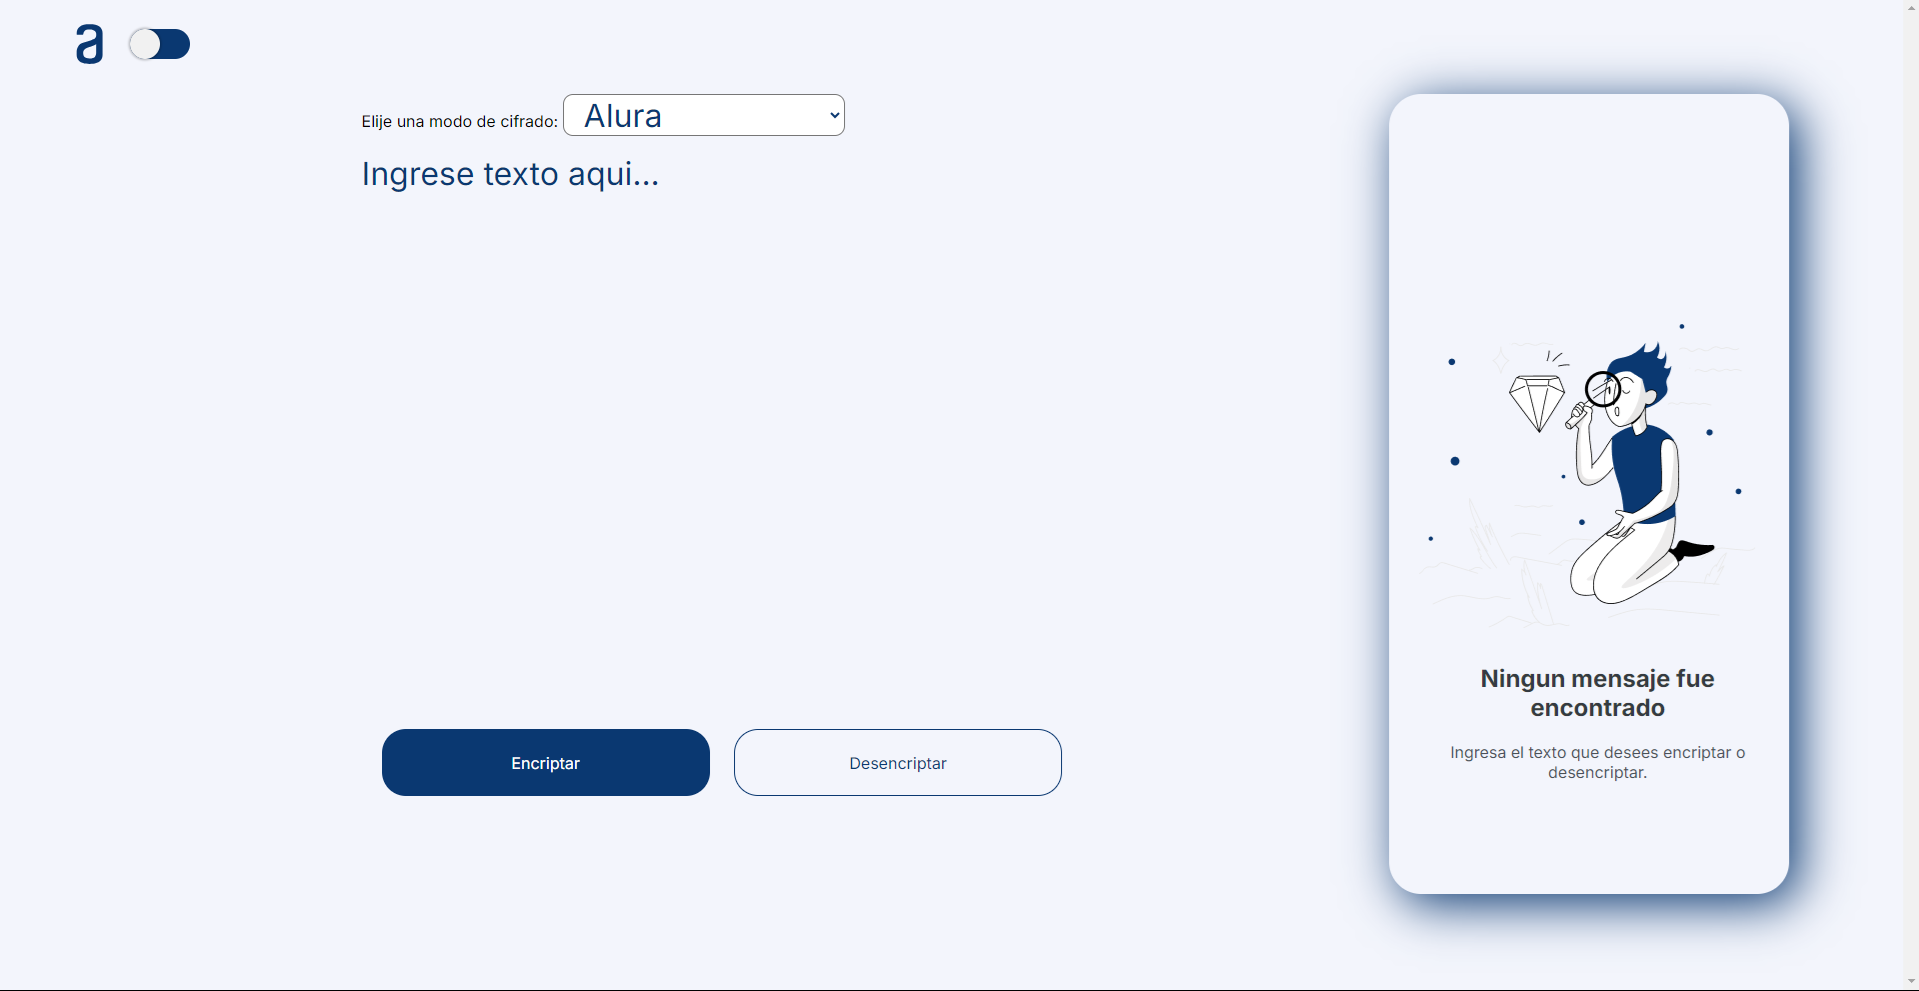 a
Elije una modo de cifrado: Alura
Ingrese texto aqui...
Encriptar
Desencriptar
Ningun mensaje fue
encontrado
Ingresa el texto que desees encriptar o
desencriptar.